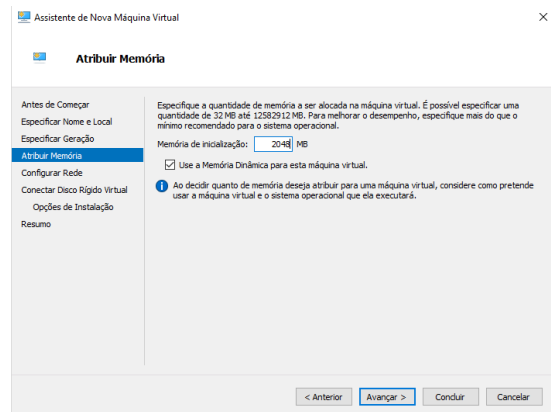 Assistente de Nova Máquina Virtual
Atribuir Memória
Antes de Começar
Especificar Nome e Local
Especificar Geração
Atribuir Memória
Configurar Rede
Conectar Disco Rígido Virtual
Opções de Instalação
Resumo
Especifique a quantidade de memória a ser alocada na máquina virtual. É possível especificar uma
quantidade de 32 MB até 12582912 MB. Para melhorar o desempenho, especifique mais do que o
mínimo recomendado para o sistema operacional.
Memória de inicialização: 2048 MB
Use a Memória Dinâmica para esta máquina virtual.
Ao decidir quanto de memória deseja atribuir para uma máquina virtual, considere como pretende
usar a máquina virtual e o sistema operacional que ela executará.
< Anterior Avançar > Concluir Cancelar